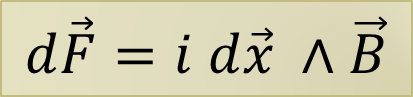 dF⃗ = i dx⃗ ∧ B⃗